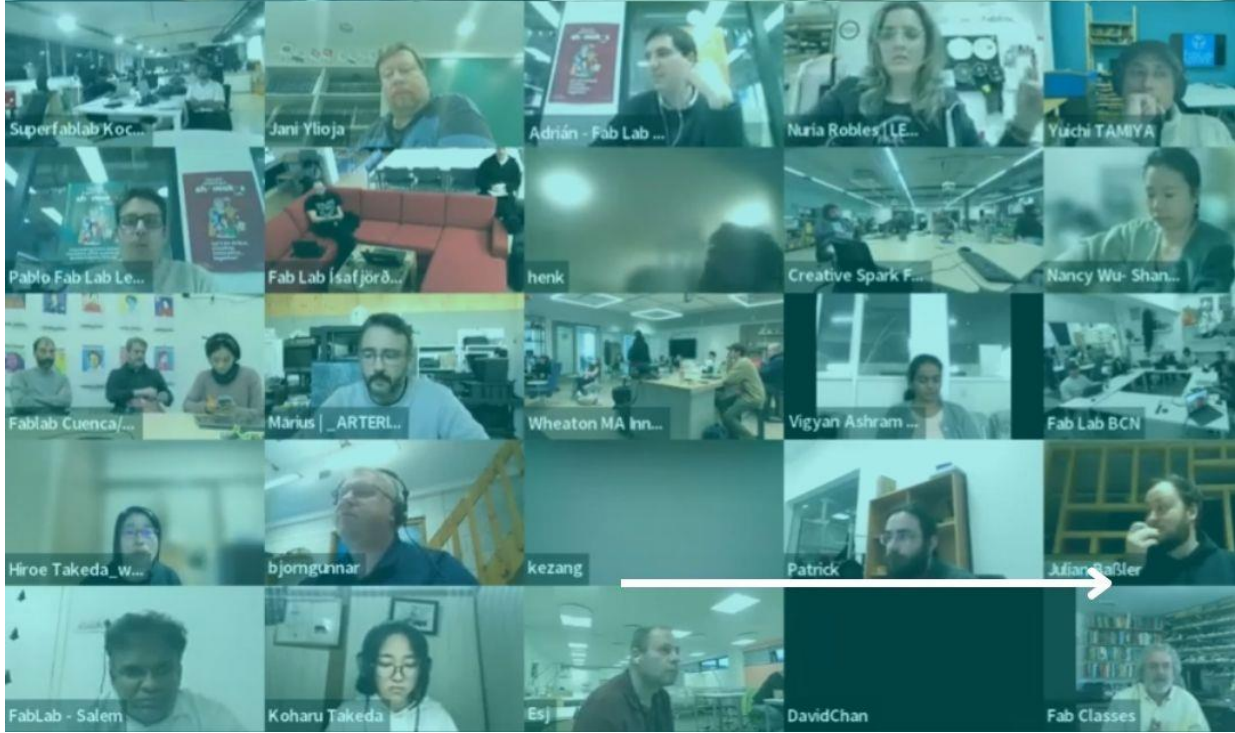 Superfablab Koc...
Jani Ylioja
Adrián - Fab Lab ...
Nuria Robles | LE...
Yuichi TAMIYA
Pablo Fab Lab Le...
Fab Lab Ísafjörð...
henk
Creative Spark F...
Nancy Wu- Shan...
Fablab Cuenca/...
Marius | _ARTERI...
Wheaton MA Inn...
Vigyan Ashram ...
Fab Lab BCN
Hiroe Takeda_w...
bjorngunnar
kezang
Patrick
Julian Baßler
FabLab - Salem
Koharu Takeda
Esj
DavidChan
Fab Classes